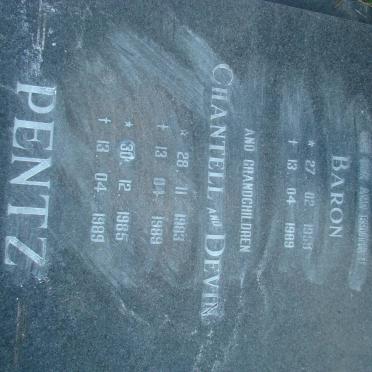 BARON
* 27. 02.
† 13. 04. 1989
AND GRANDCHILDREN
CHANTELL AND DEVIN
* 28. 11. 1983
† 13. 04. 1989
* 30. 12. 1985
† 13. 04. 1989
PENTZ